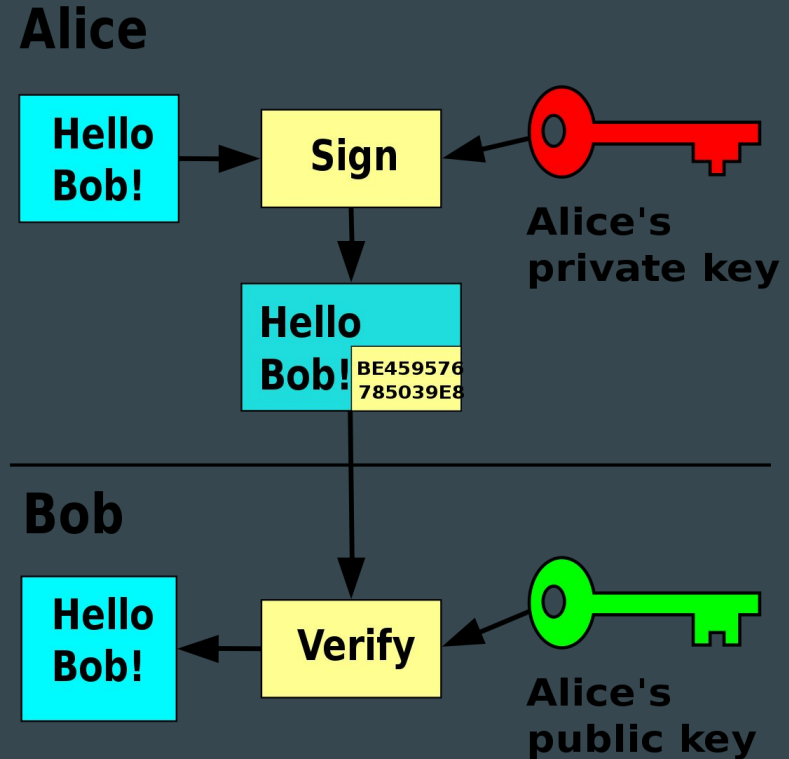 Alice
Hello
Bob!
Sign
Alice's
private key
Hello
Bob!
BE459576
785039E8
Bob
Hello
Bob!
Verify
Alice's
public key